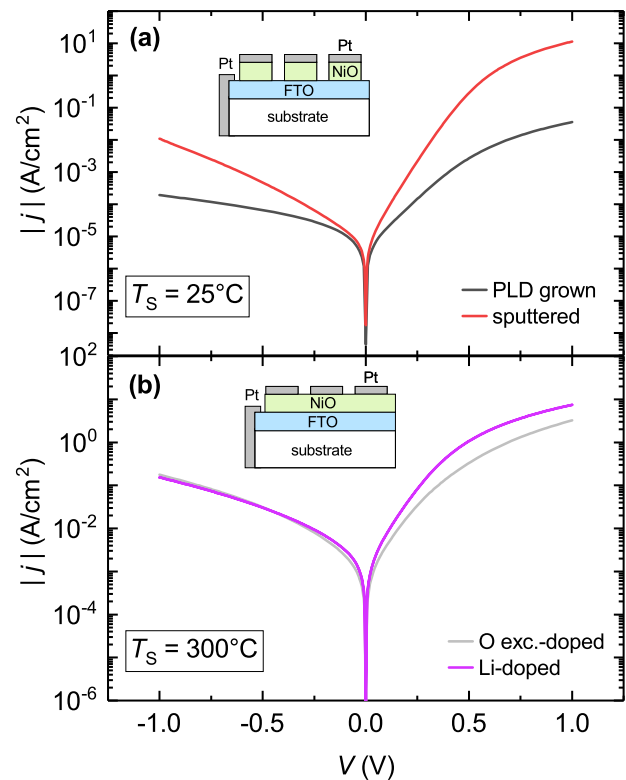 (a)
Pt
Pt
NiO
FTO
substrate
10^1
10^-1
10^-3
10^-5
10^-7
| j | (A/cm^2)
T_S = 25°C
PLD grown
sputtered
(b)
Pt
Pt
NiO
FTO
substrate
10^2
10^0
10^-2
10^-4
10^-6
| j | (A/cm^2)
T_S = 300°C
O exc.-doped
Li-doped
-1.0 -0.5 0.0 0.5 1.0
V (V)